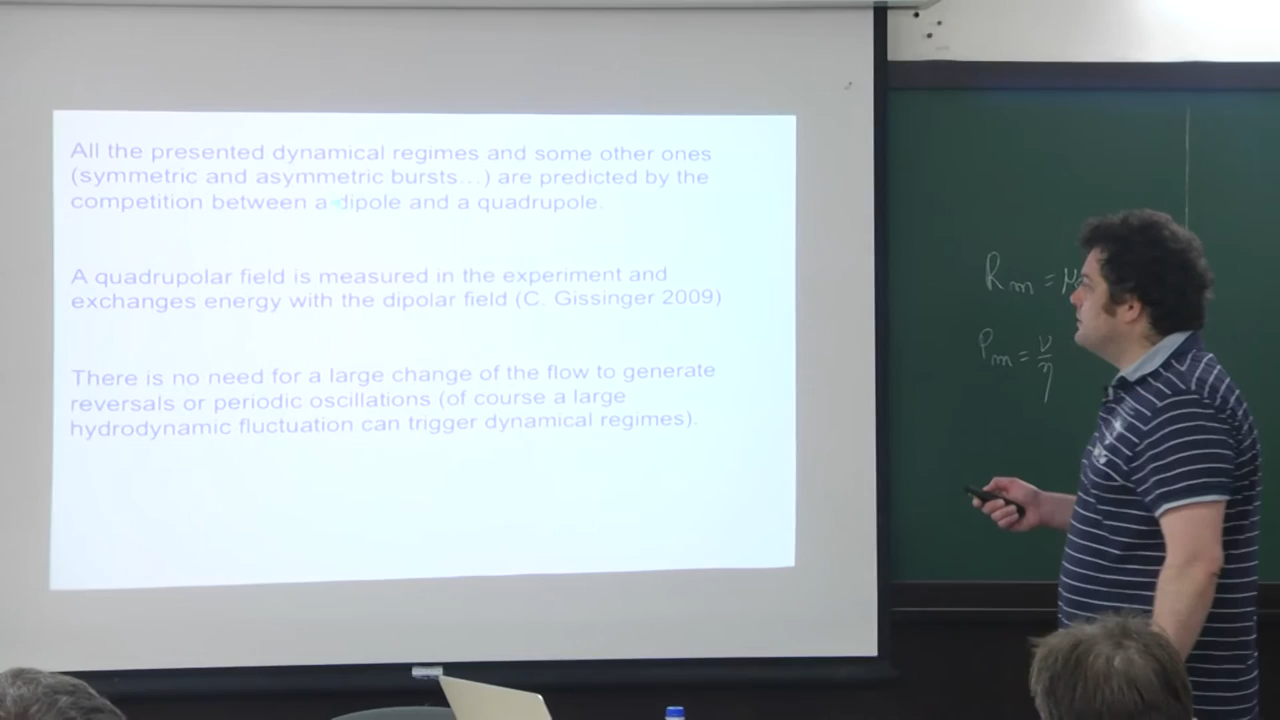 All the presented dynamical regimes and some other ones
(symmetric and asymmetric bursts...) are predicted by the
competition between a dipole and a quadrupole.
A quadrupolar field is measured in the experiment and
exchanges energy with the dipolar field (C. Gissinger 2009)
There is no need for a large change of the flow to generate
reversals or periodic oscillations (of course a large
hydrodynamic fluctuation can trigger dynamical regimes).
Rm = μ
Pm = ν/η